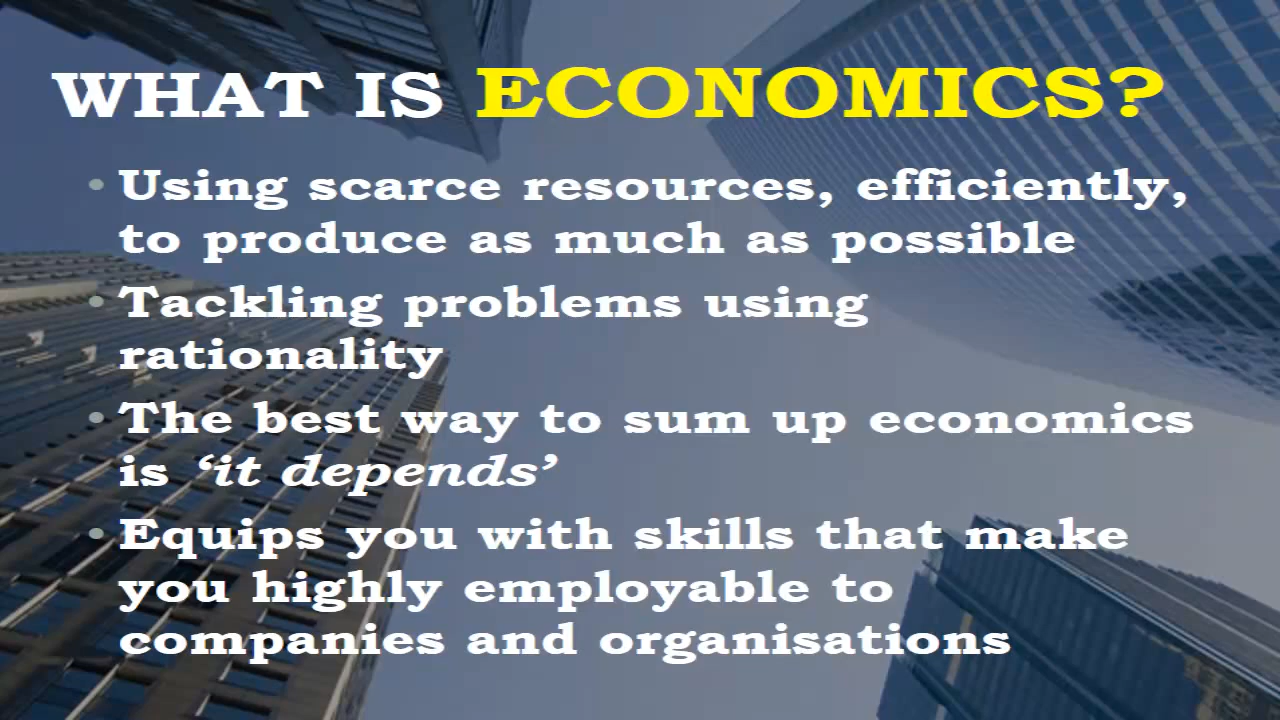 WHAT IS ECONOMICS?
• Using scarce resources, efficiently,
to produce as much as possible
• Tackling problems using
rationality
• The best way to sum up economics
is ‘it depends’
• Equips you with skills that make
you highly employable to
companies and organisations